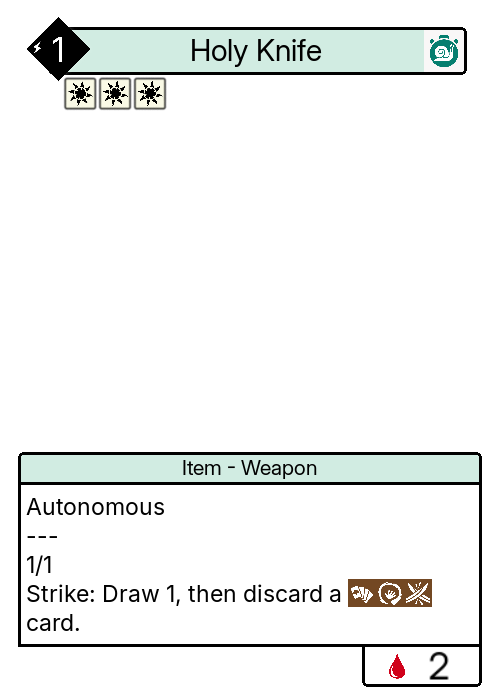 1
Holy Knife
Item - Weapon
Autonomous
---
1/1
Strike: Draw 1, then discard a
card.
2